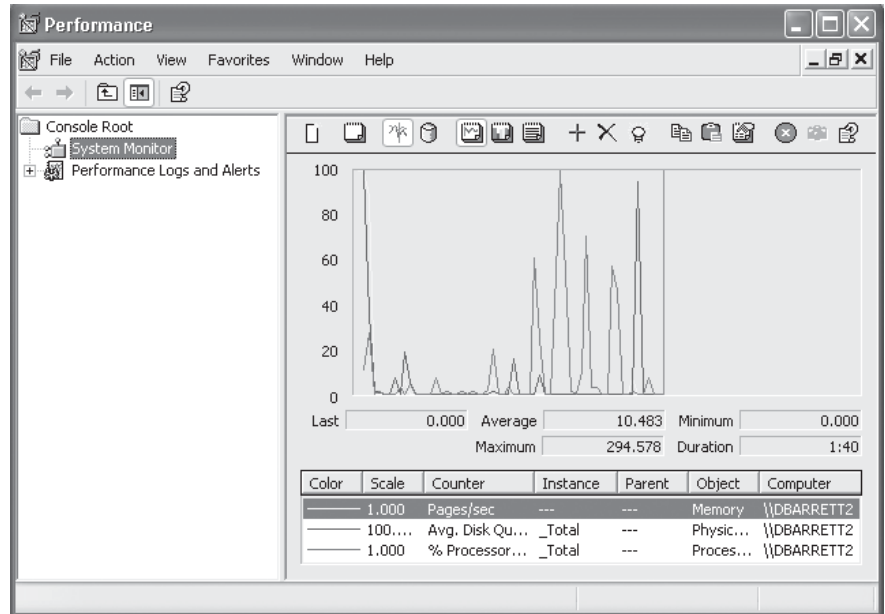 Performance
File Action View Favorites Window Help
Console Root
System Monitor
Performance Logs and Alerts
100
80
60
40
20
0
Last 0.000 Average 10.483 Minimum 0.000
Maximum 294.578 Duration 1:40
Color Scale Counter Instance Parent Object Computer
1.000 Pages/sec --- --- Memory \\DBARRETT2
100.... Avg. Disk Qu... _Total --- Physic... \\DBARRETT2
1.000 % Processor... _Total --- Proces... \\DBARRETT2